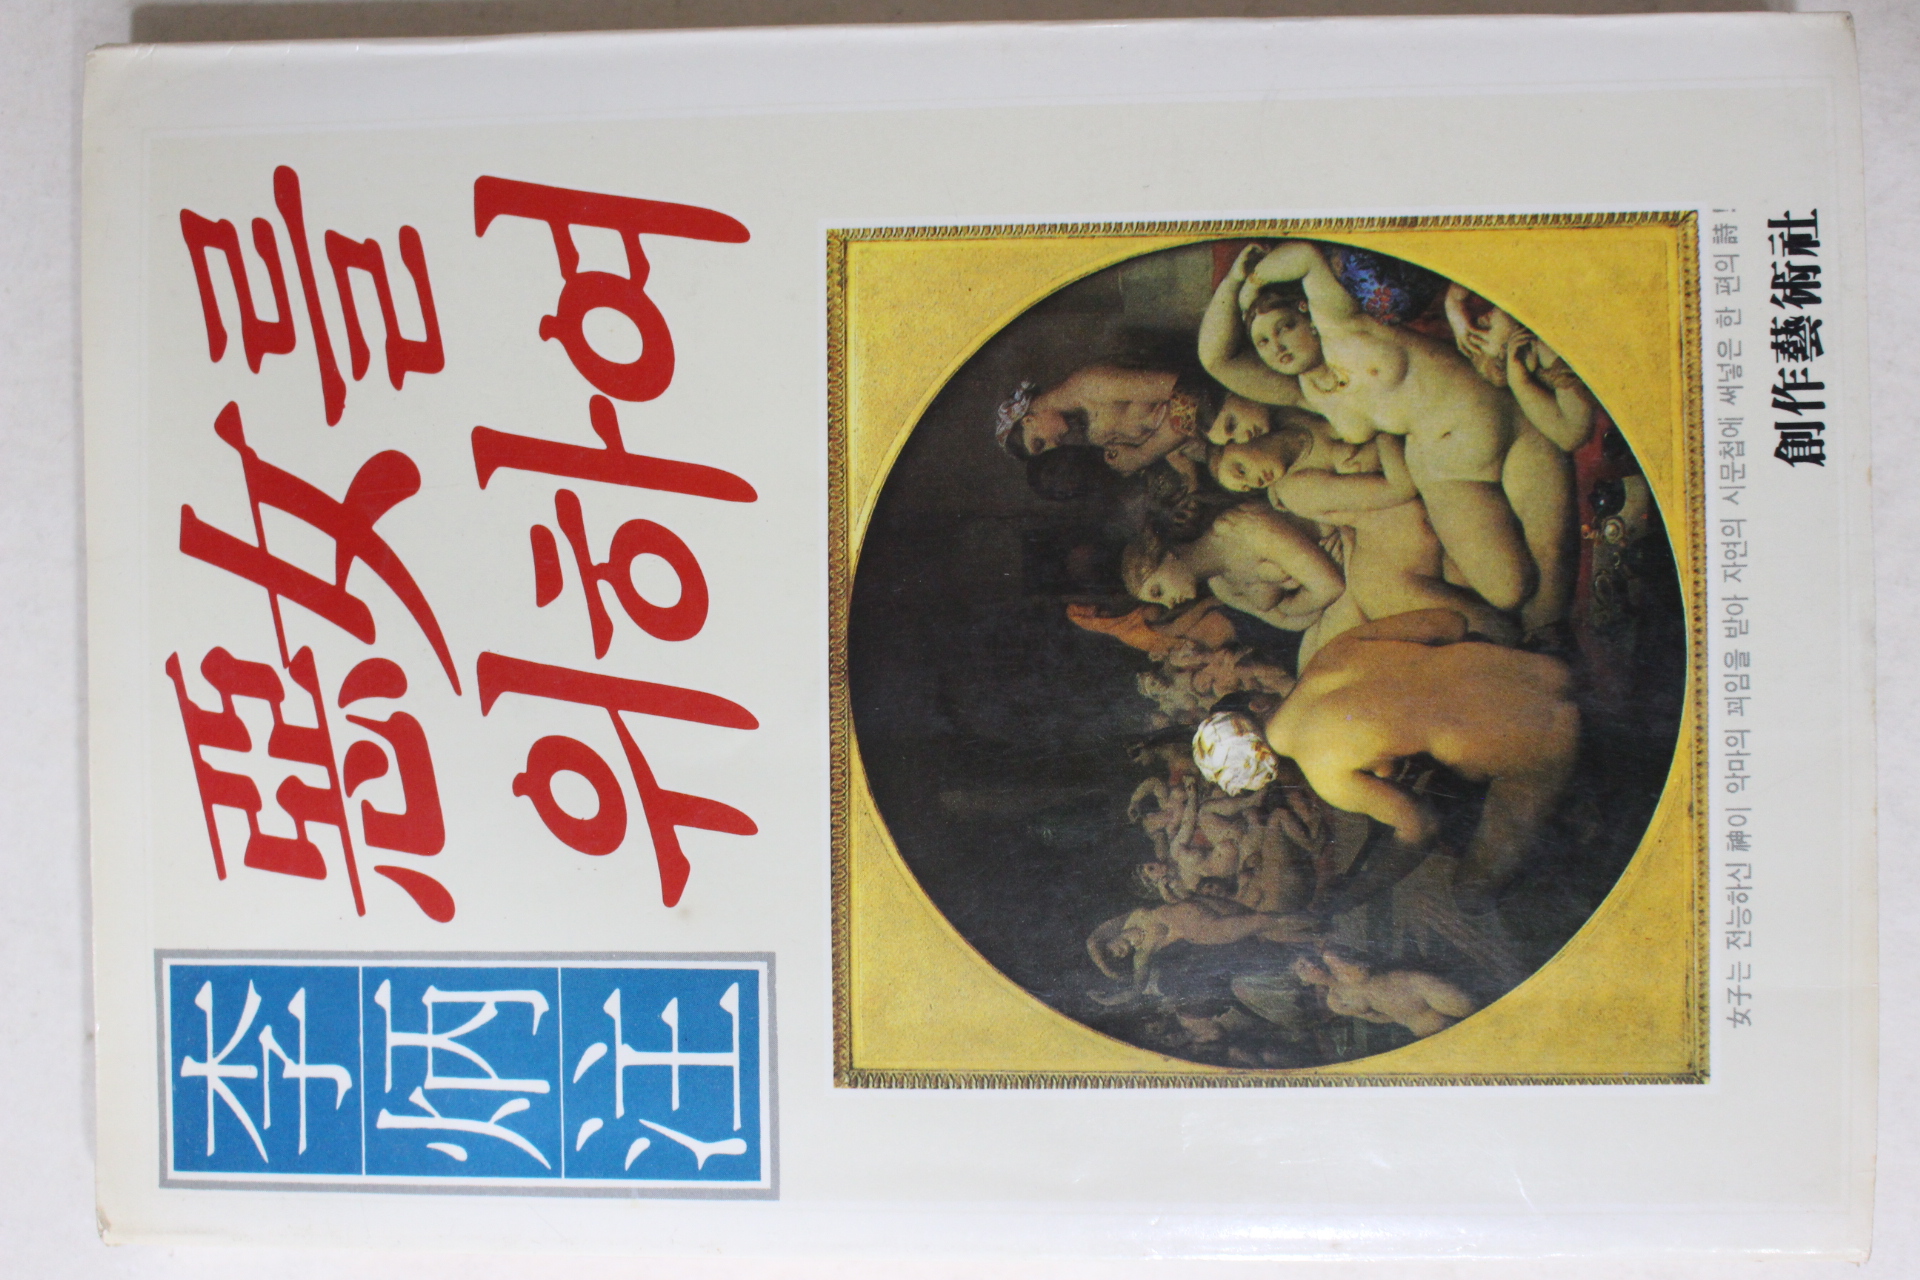 李炳注
惡女를
위하여
女子는 전능하신 神이 악마의 꾀임을 받아 자연의 시문첩에 써넣은 한 편의 詩!
創作藝術社